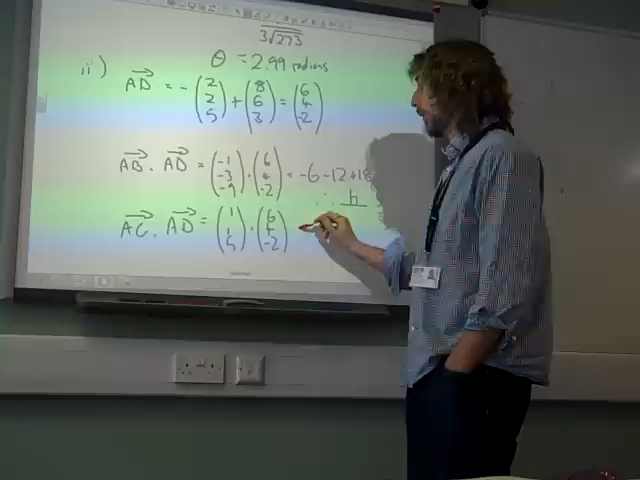 3√273
θ = 2.99 radians
ii) AD→ = - (2 2 5) + (8 6 3) = (6 4 -2)
AB→ . AD→ = (-1 -3 -9) . (6 4 -2) = -6 -12 +18
∴
AC→ . AD→ = (1 1 5) . (6 4 -2)